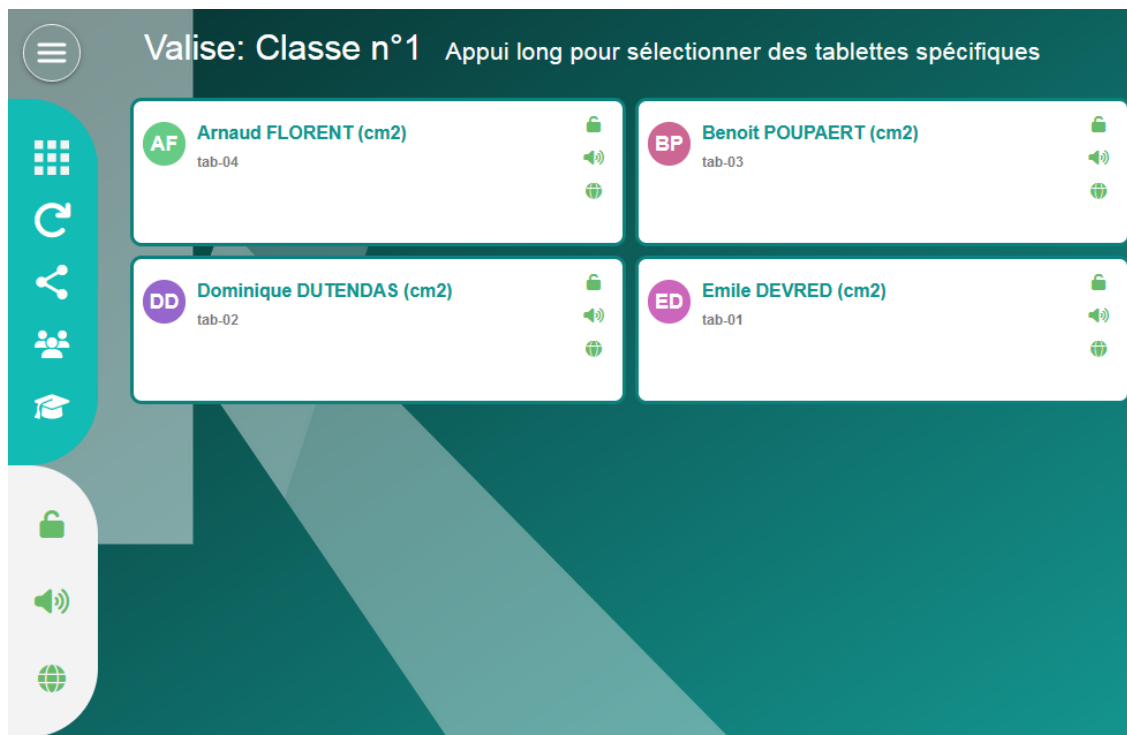 Valise: Classe n°1 Appui long pour sélectionner des tablettes spécifiques
AF Arnaud FLORENT (cm2)
tab-04
BP Benoit POUPAERT (cm2)
tab-03
DD Dominique DUTENDAS (cm2)
tab-02
ED Emile DEVRED (cm2)
tab-01